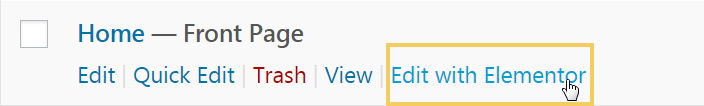 Home — Front Page
Edit | Quick Edit | Trash | View | Edit with Elementor